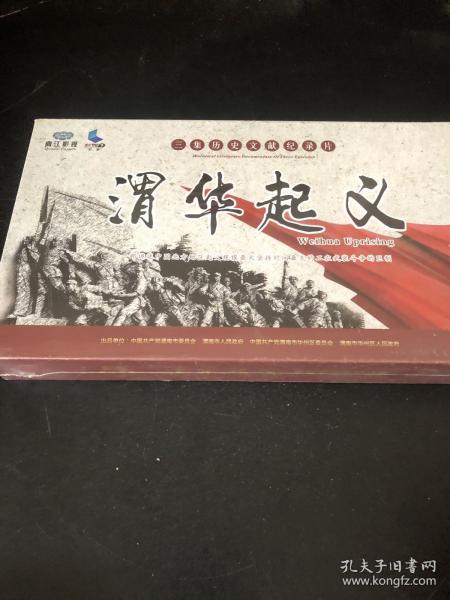 曲江影视
三集历史文献纪录片
Historical Literature Documentary Of Three Episodes
渭华起义
Weihua Uprising
出品单位：中国共产党渭南市委员会 渭南市人民政府 中国共产党渭南市华州区委员会 渭南市华州区人民政府
孔夫子旧书网
www.kongfz.com